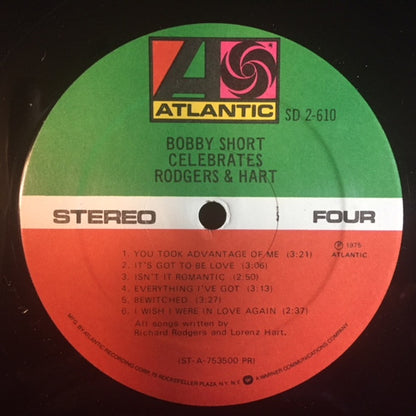 ATLANTIC
SD 2-610
BOBBY SHORT
CELEBRATES
RODGERS & HART
STEREO
FOUR
℗ 1975
ATLANTIC
1. YOU TOOK ADVANTAGE OF ME (3:21)
2. IT'S GOT TO BE LOVE (3:06)
3. ISN'T IT ROMANTIC (2:50)
4. EVERYTHING I'VE GOT (3:13)
5. BEWITCHED (3:27)
6. I WISH I WERE IN LOVE AGAIN (2:37)
All songs written by
Richard Rodgers and Lorenz Hart.
(ST-A-753500 PR)
MFG. BY ATLANTIC RECORDING CORP. 75 ROCKEFELLER PLAZA, N.Y., N.Y. A WARNER COMMUNICATIONS COMPANY